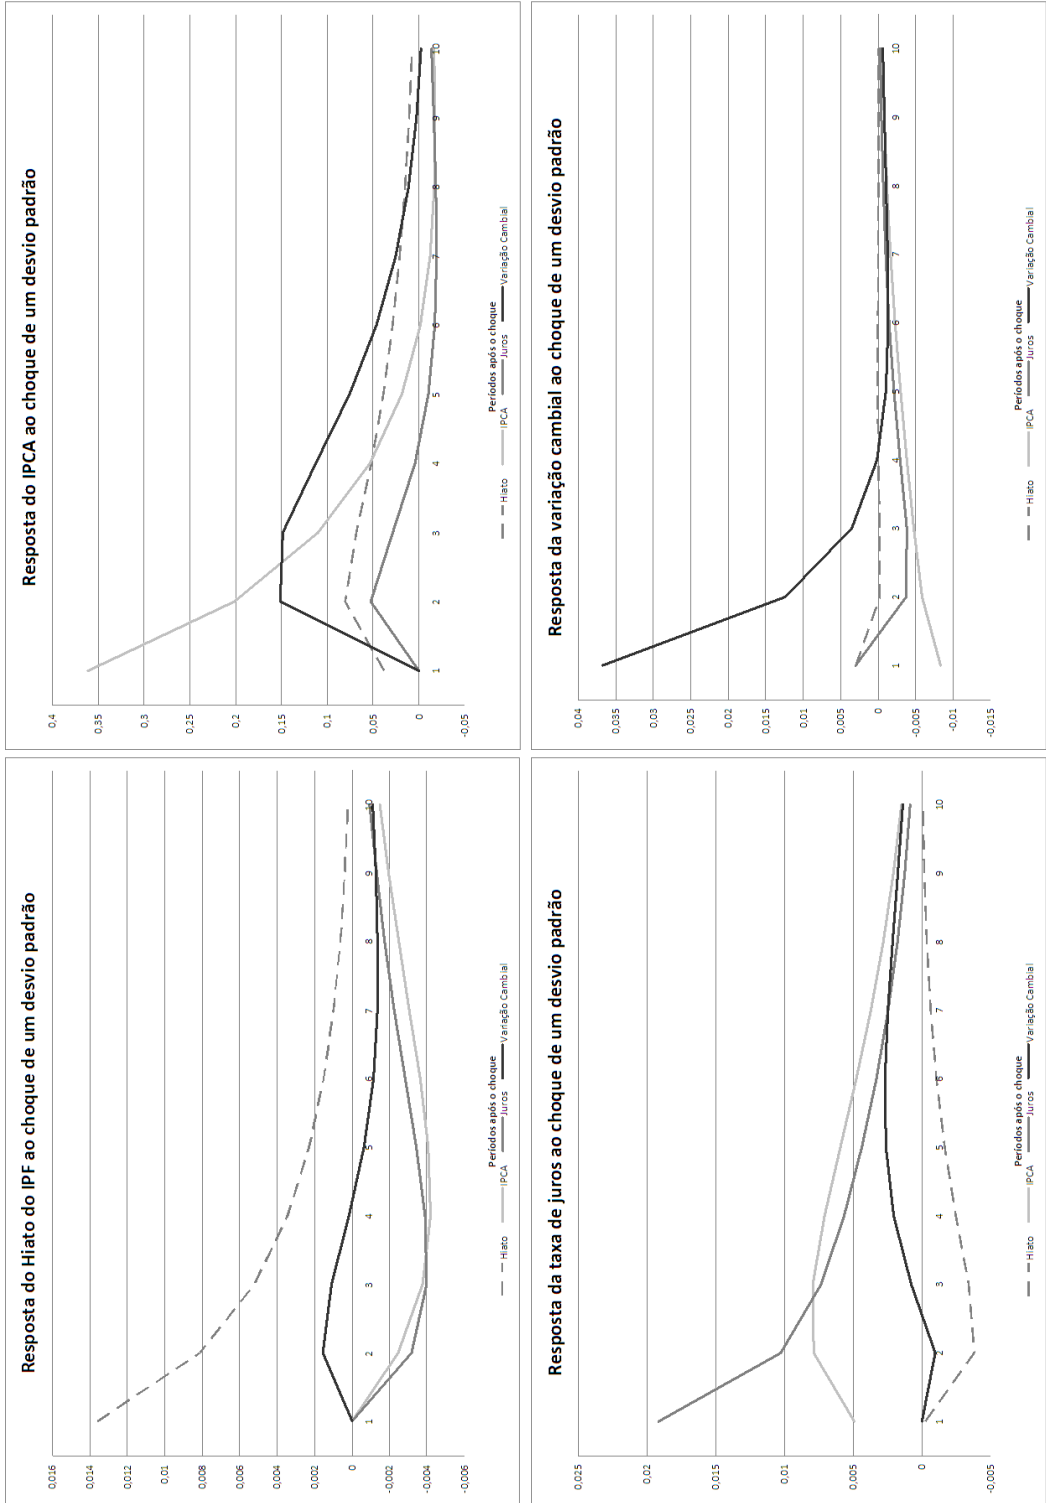 Resposta do Hiato do IPF ao choque de um desvio padrão
0,016
0,014
0,012
0,01
0,008
0,006
0,004
0,002
0
-0,002
-0,004
-0,006
1 2 3 4 5 6 7 8 9 10
Períodos após o choque
Hiato IPCA Juros Variação Cambial
Resposta do IPCA ao choque de um desvio padrão
0,4
0,35
0,3
0,25
0,2
0,15
0,1
0,05
0
-0,05
1 2 3 4 5 6 7 8 9 10
Períodos após o choque
Hiato IPCA Juros Variação Cambial
Resposta da taxa de juros ao choque de um desvio padrão
0,025
0,02
0,015
0,01
0,005
0
-0,005
1 2 3 4 5 6 7 8 9 10
Períodos após o choque
Hiato IPCA Juros Variação Cambial
Resposta da variação cambial ao choque de um desvio padrão
0,04
0,035
0,03
0,025
0,02
0,015
0,01
0,005
0
-0,005
-0,01
-0,015
1 2 3 4 5 6 7 8 9 10
Períodos após o choque
Hiato IPCA Juros Variação Cambial